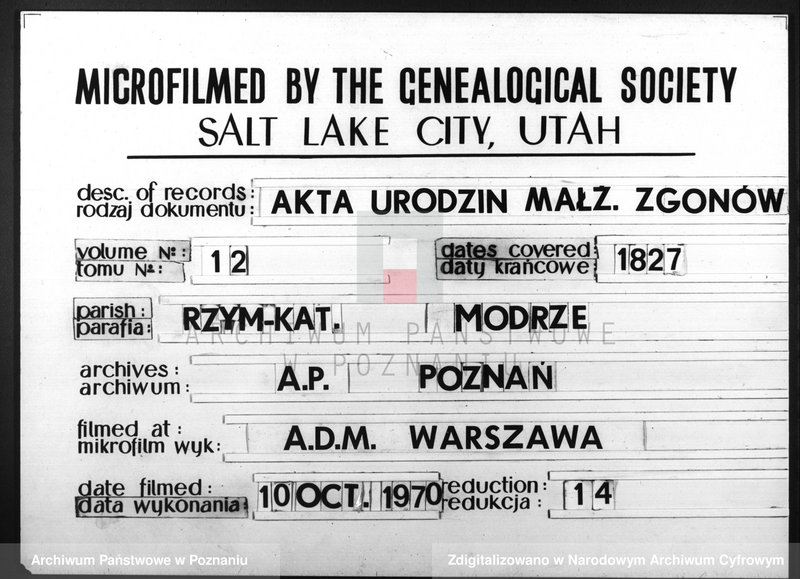 MICROFILMED BY THE GENEALOGICAL SOCIETY
SALT LAKE CITY, UTAH
desc. of records:
rodzaj dokumentu: AKTA URODZIN MAŁŻ. ZGONÓW
volume №:
tomu №: 12
dates covered:
daty krańcowe: 1827
parish:
parafia: RZYM-KAT. MODRZE
ARCHIWUM PAŃSTWOWE
W POZNANIU
archives:
archiwum: A.P. POZNAŃ
filmed at:
mikrofilm wyk: A.D.M. WARSZAWA
date filmed:
data wykonania: 10 OCT. 1970
reduction:
redukcja: 14
Archiwum Państwowe w Poznaniu
Zdigitalizowano w Narodowym Archiwum Cyfrowym